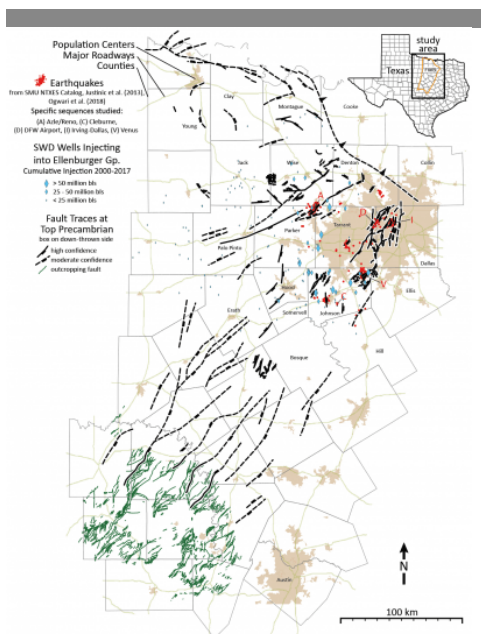 Population Centers
Major Roadways
Counties
Earthquakes
from SMU NTXES Catalog, Justinic et al. (2013),
Ogwari et al. (2018)
Specific sequences studied:
(A) Azle/Reno, (C) Cleburne,
(D) DFW Airport, (I) Irving-Dallas, (V) Venus
SWD Wells Injecting
into Ellenburger Gp.
Cumulative Injection 2000-2017
> 50 million bls
25 - 50 million bls
< 25 million bls
Fault Traces at
Top Precambrian
box on down-thrown side
high confidence
moderate confidence
outcropping fault
study
area
Texas
Clay
Montague
Cooke
Young
Jack
Wise
Denton
Collin
A
D
I
Parker
Tarrant
Palo Pinto
Dallas
Hood
V
C
Ellis
Erath
Somervell
Johnson
Hill
Bosque
Austin
N
100 km